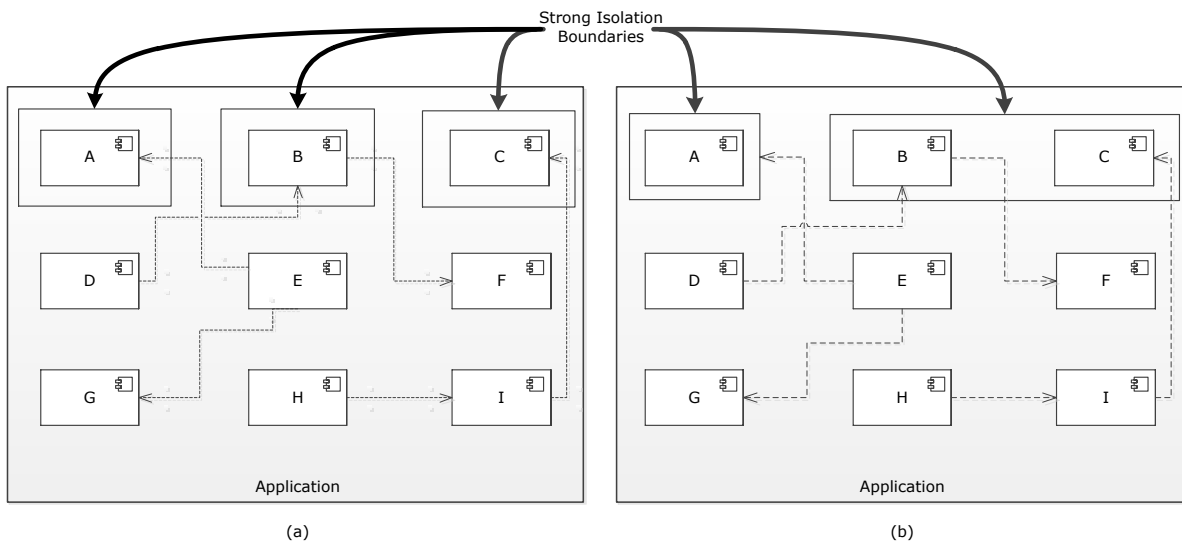 Strong Isolation
Boundaries
A
B
C
D
E
F
G
H
I
Application
(a)
A
B
C
D
E
F
G
H
I
Application
(b)